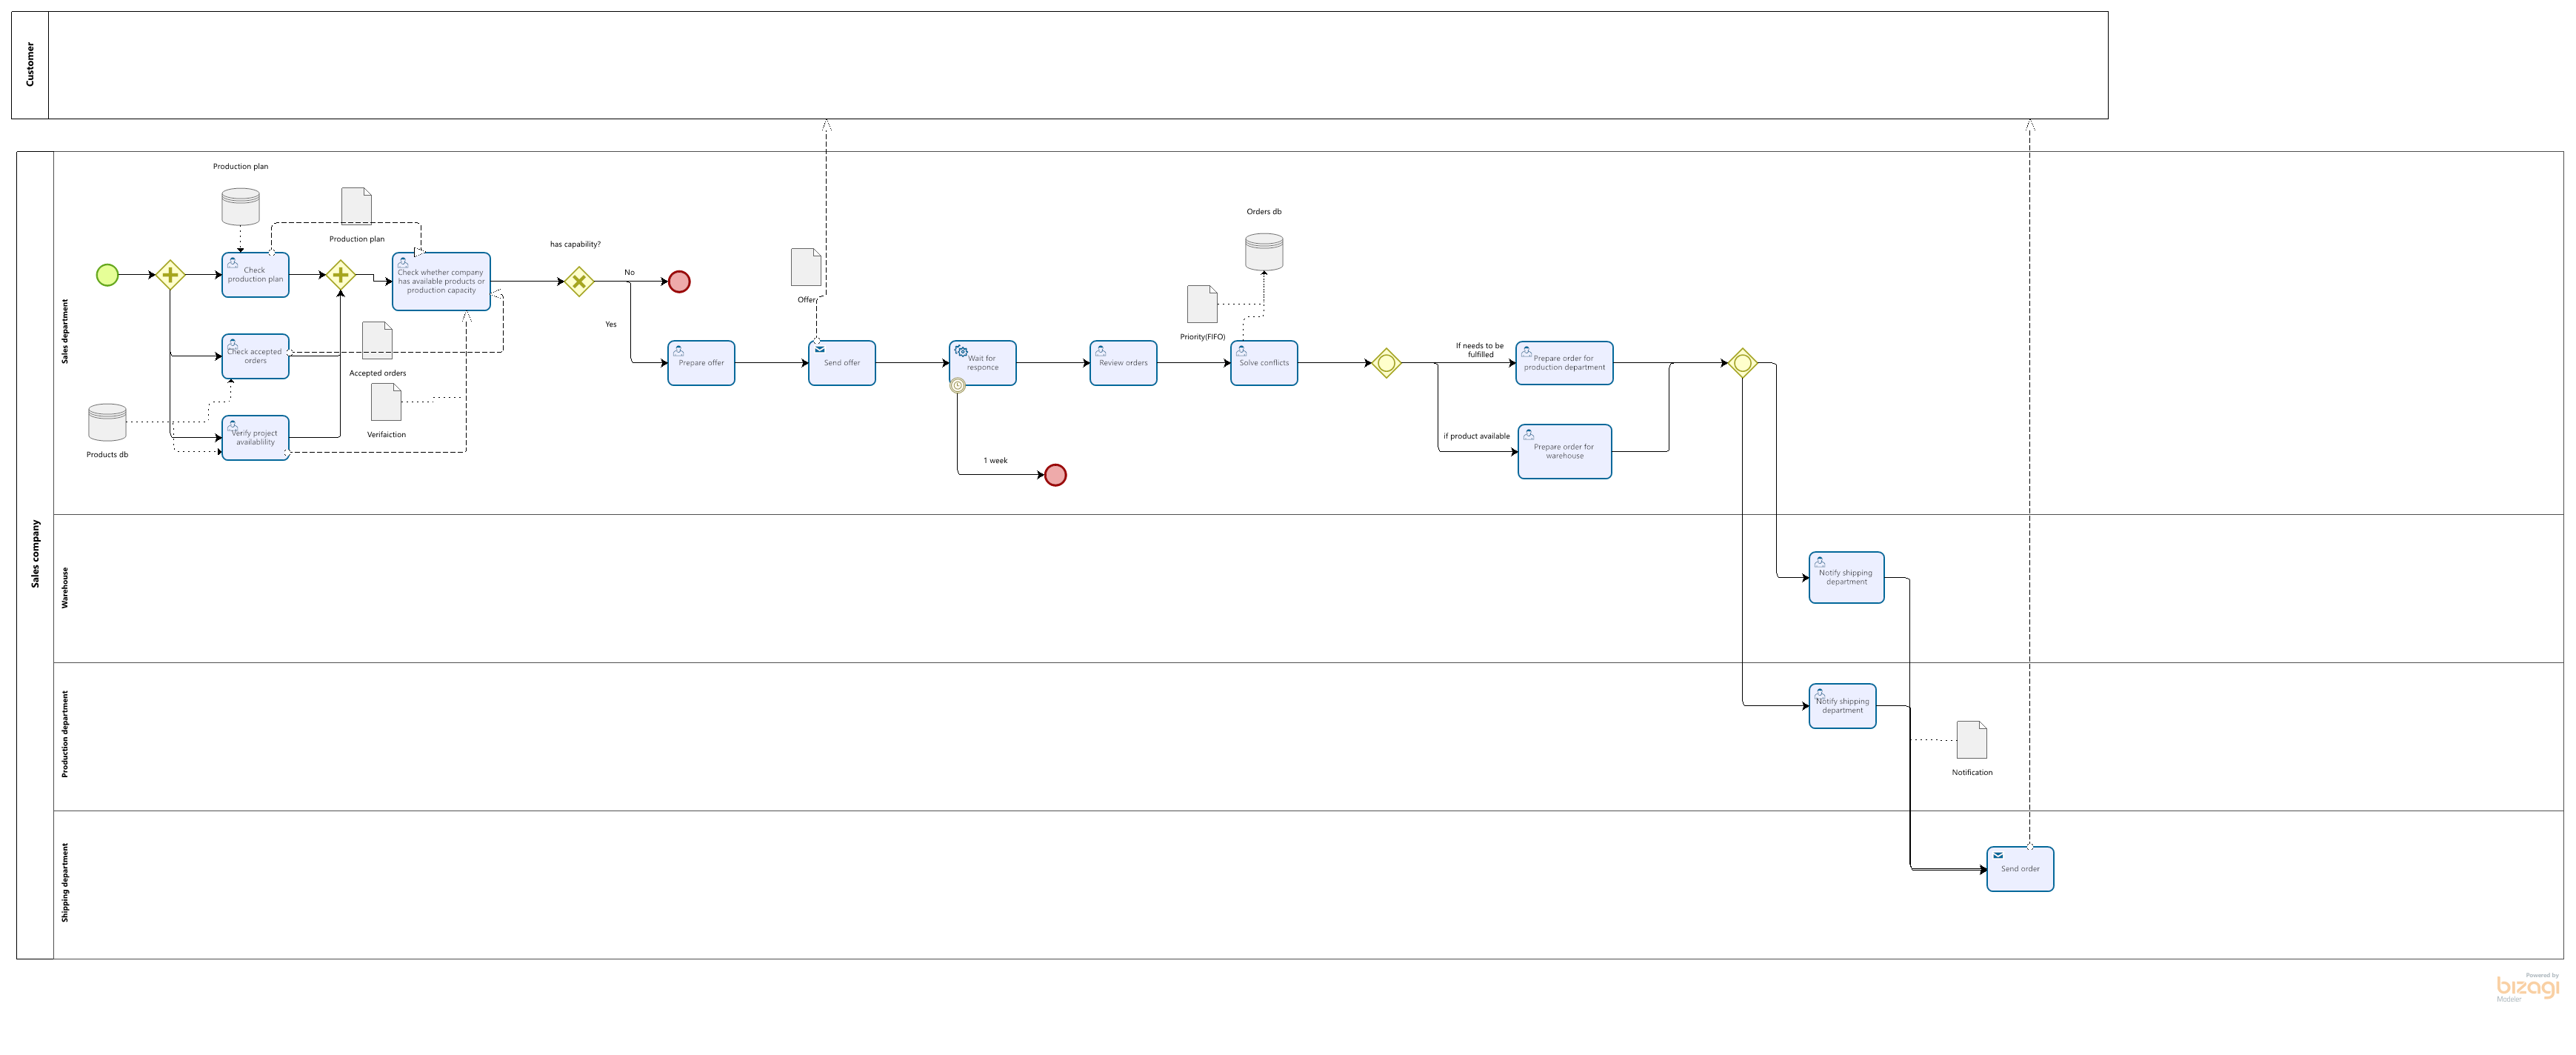 Customer
Sales company
Sales department
Production plan
Production plan
Check
production plan
Check whether company
has available products or
production capacity
has capability?
No
Yes
Check accepted
orders
Accepted orders
Verify project
availablility
Verifaiction
Products db
Offer
Prepare offer
Send offer
Wait for
responce
1 week
Review orders
Orders db
Priority(FIFO)
Solve conflicts
If needs to be
fulfilled
Prepare order for
production department
if product available
Prepare order for
warehouse
Warehouse
Notify shipping
department
Production department
Notify shipping
department
Notification
Shipping department
Send order
Powered by
bizagi
Modeler